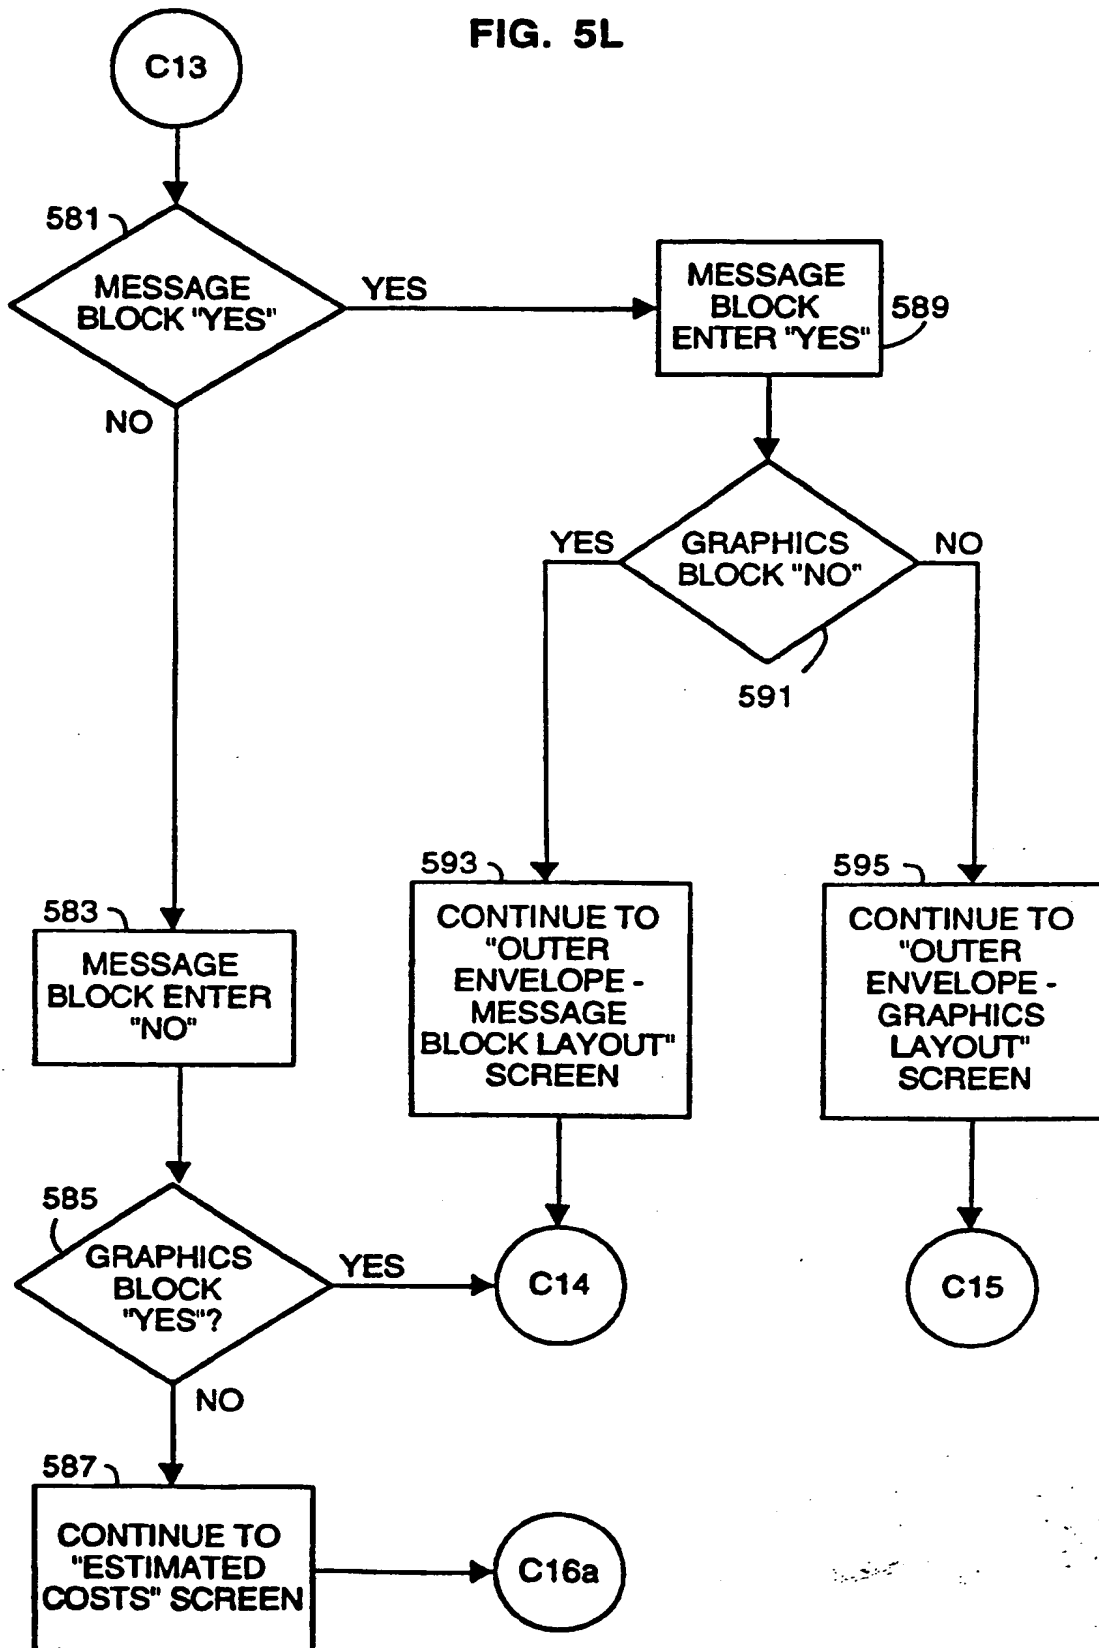 FIG. 5L
C13
581
MESSAGE
BLOCK "YES"
YES
NO
MESSAGE
BLOCK
ENTER "YES"
589
YES
GRAPHICS
BLOCK "NO"
NO
591
593
CONTINUE TO
"OUTER
ENVELOPE -
MESSAGE
BLOCK LAYOUT"
SCREEN
595
CONTINUE TO
"OUTER
ENVELOPE -
GRAPHICS
LAYOUT"
SCREEN
583
MESSAGE
BLOCK ENTER
"NO"
585
GRAPHICS
BLOCK
"YES"?
YES
C14
C15
NO
587
CONTINUE TO
"ESTIMATED
COSTS" SCREEN
C16a